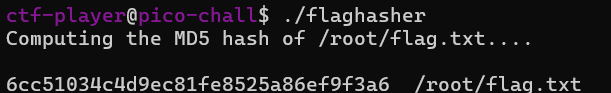 ctf-player@pico-chall$ ./flaghasher
Computing the MD5 hash of /root/flag.txt....
6cc51034c4d9ec81fe8525a86ef9f3a6  /root/flag.txt